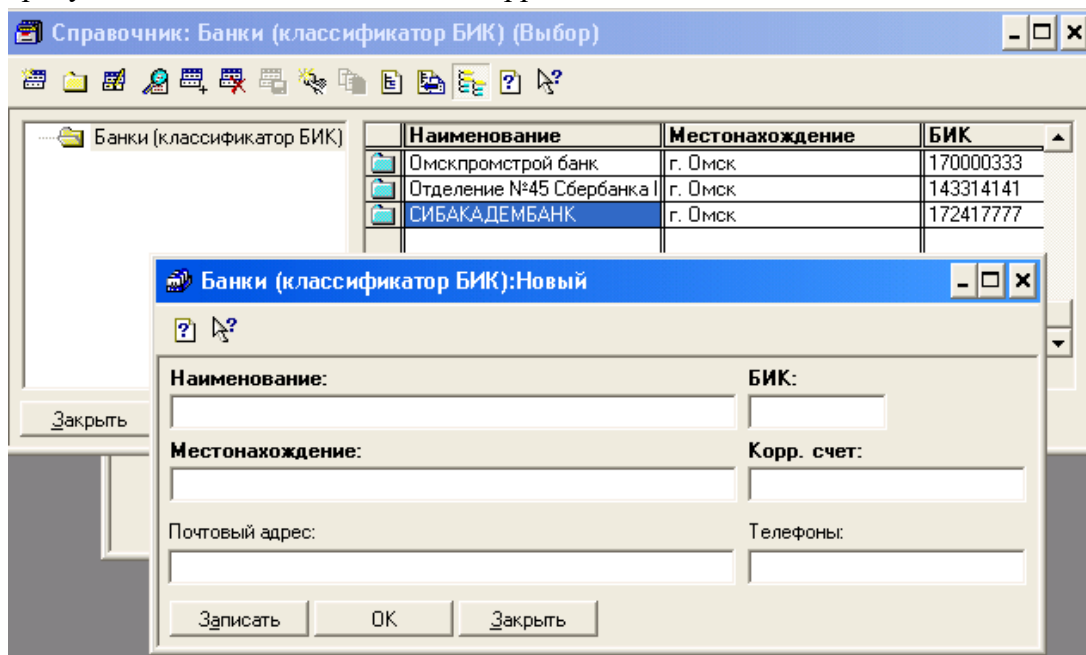 Справочник: Банки (классификатор БИК) (Выбор)
Банки (классификатор БИК)
Наименование Местонахождение БИК
Омскпромстрой банк г. Омск 170000333
Отделение №45 Сбербанка г. Омск 143314141
СИБАКАДЕМБАНК г. Омск 172417777
Банки (классификатор БИК):Новый
Наименование: БИК:
Закрыть
Местонахождение: Корр. счет:
Почтовый адрес: Телефоны:
Записать OK Закрыть